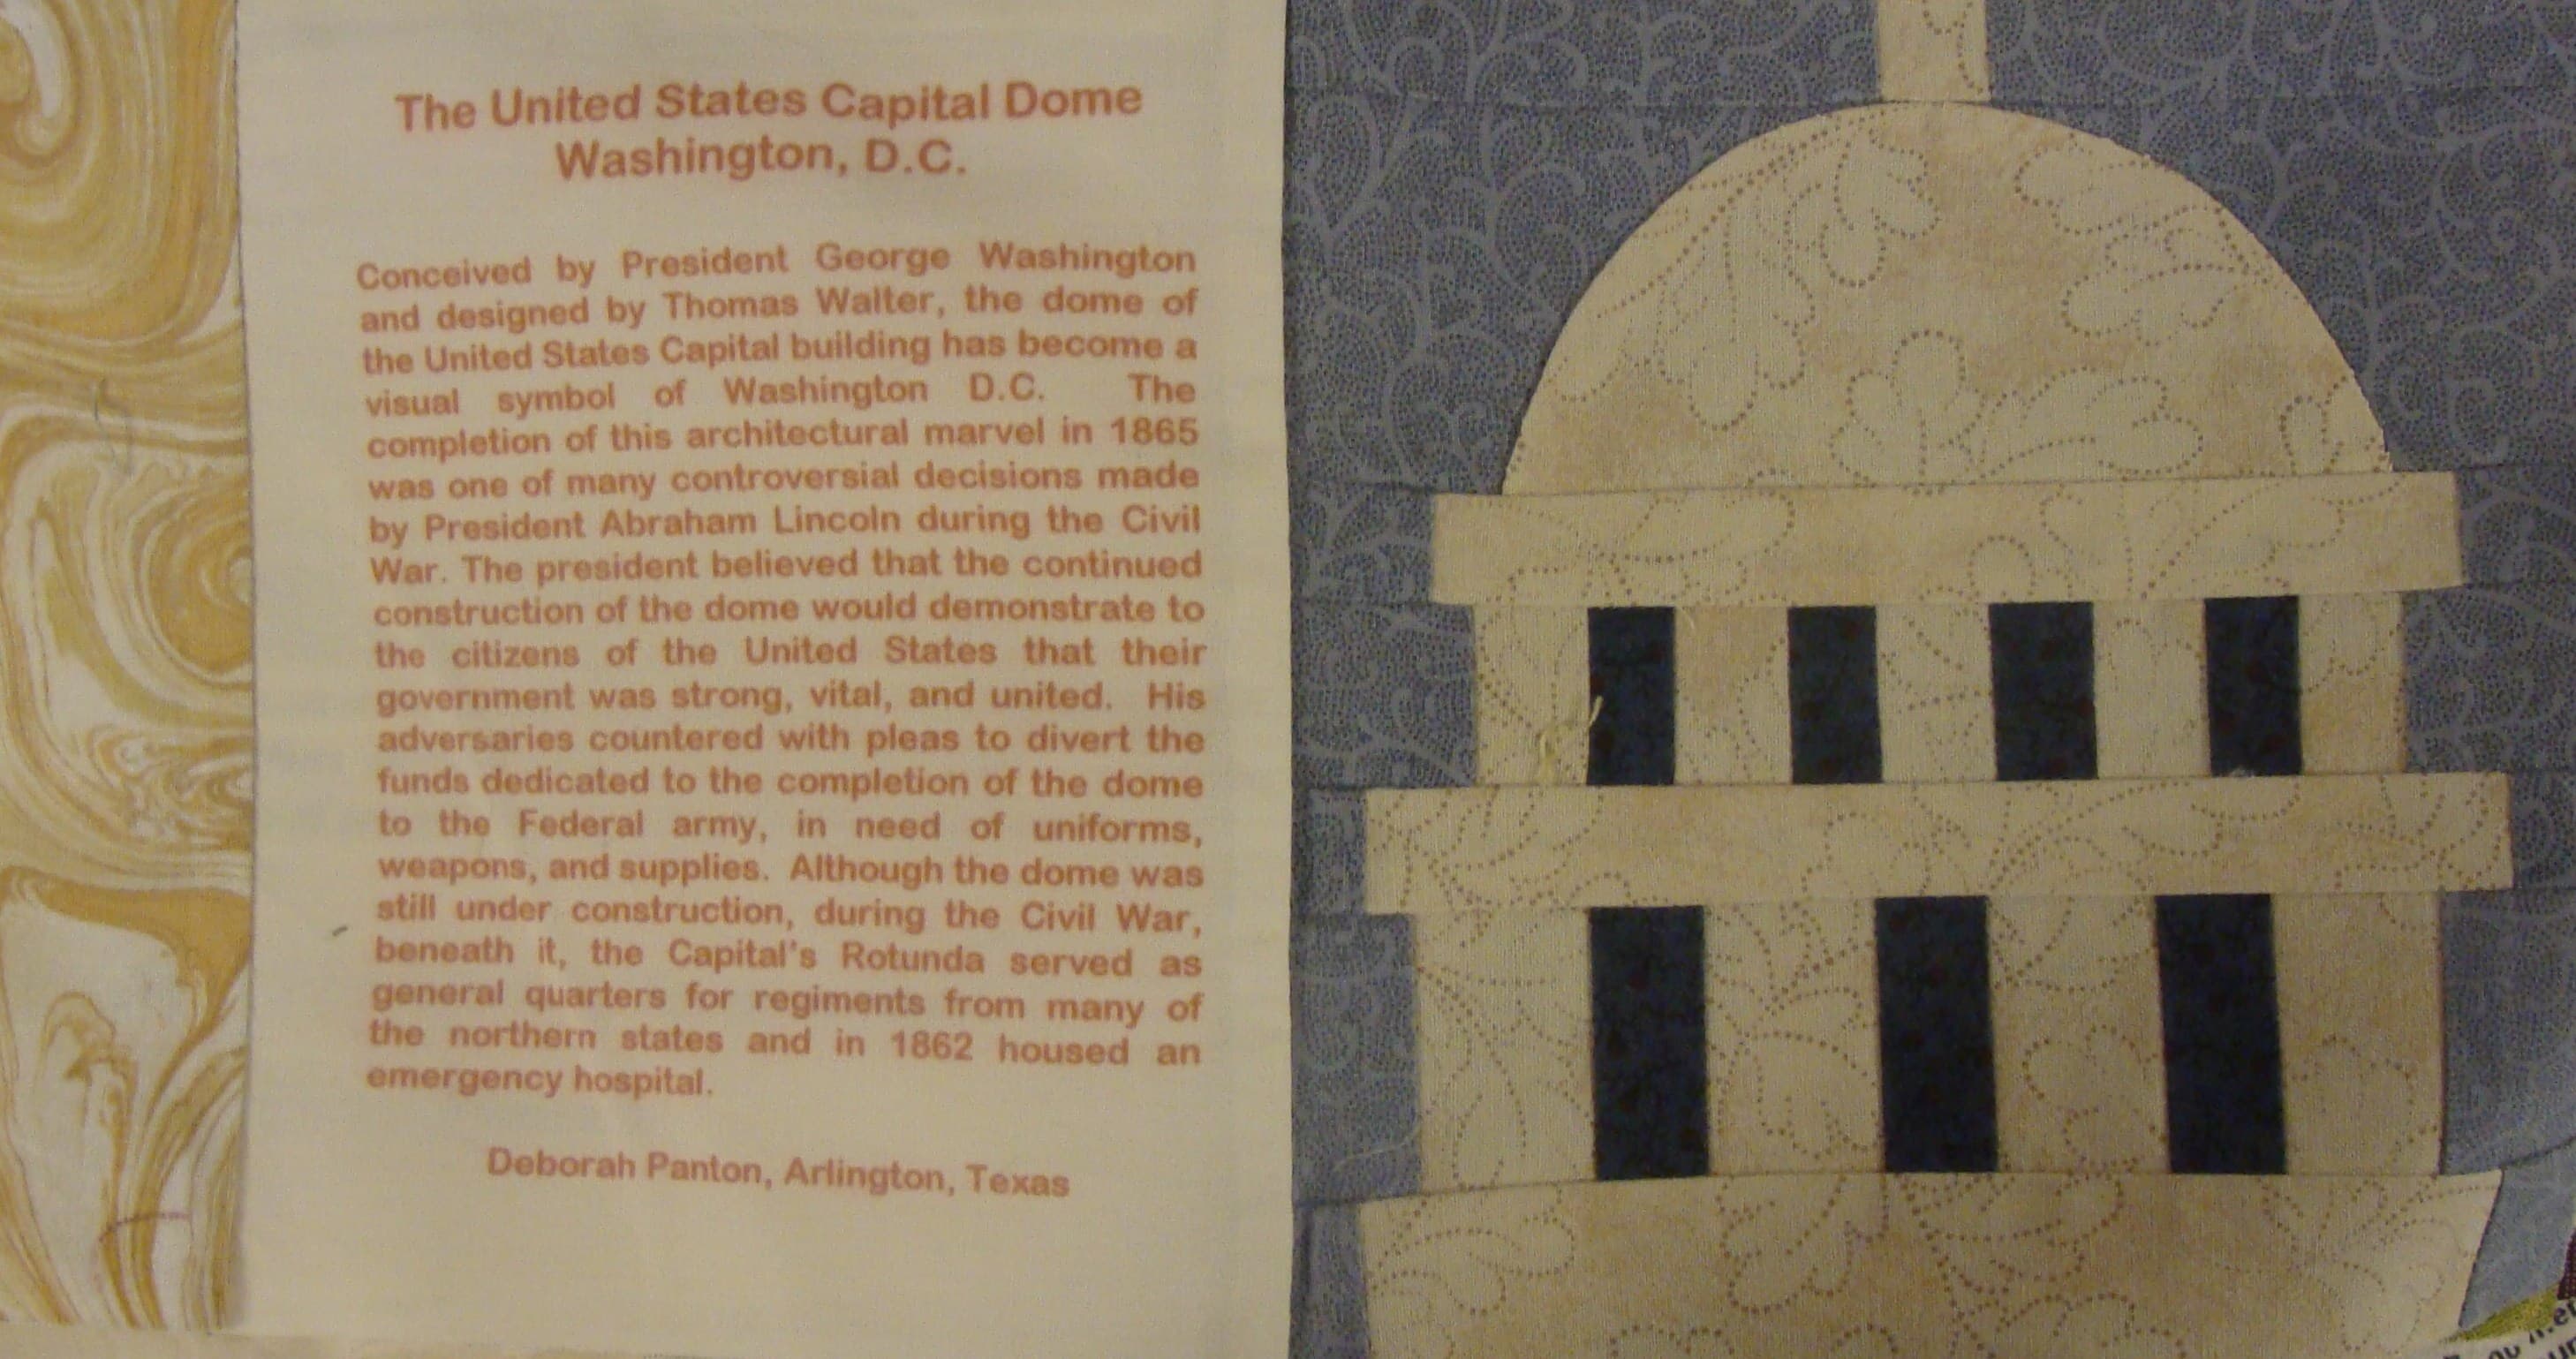 The United States Capital Dome
Washington, D.C.
Conceived by President George Washington
and designed by Thomas Walter, the dome of
the United States Capital building has become a
visual symbol of Washington D.C. The
completion of this architectural marvel in 1865
was one of many controversial decisions made
by President Abraham Lincoln during the Civil
War. The president believed that the continued
construction of the dome would demonstrate to
the citizens of the United States that their
government was strong, vital, and united. His
adversaries countered with pleas to divert the
funds dedicated to the completion of the dome
to the Federal army, in need of uniforms,
weapons, and supplies. Although the dome was
still under construction, during the Civil War,
beneath it, the Capital's Rotunda served as
general quarters for regiments from many of
the northern states and in 1862 housed an
emergency hospital.
Deborah Panton, Arlington, Texas